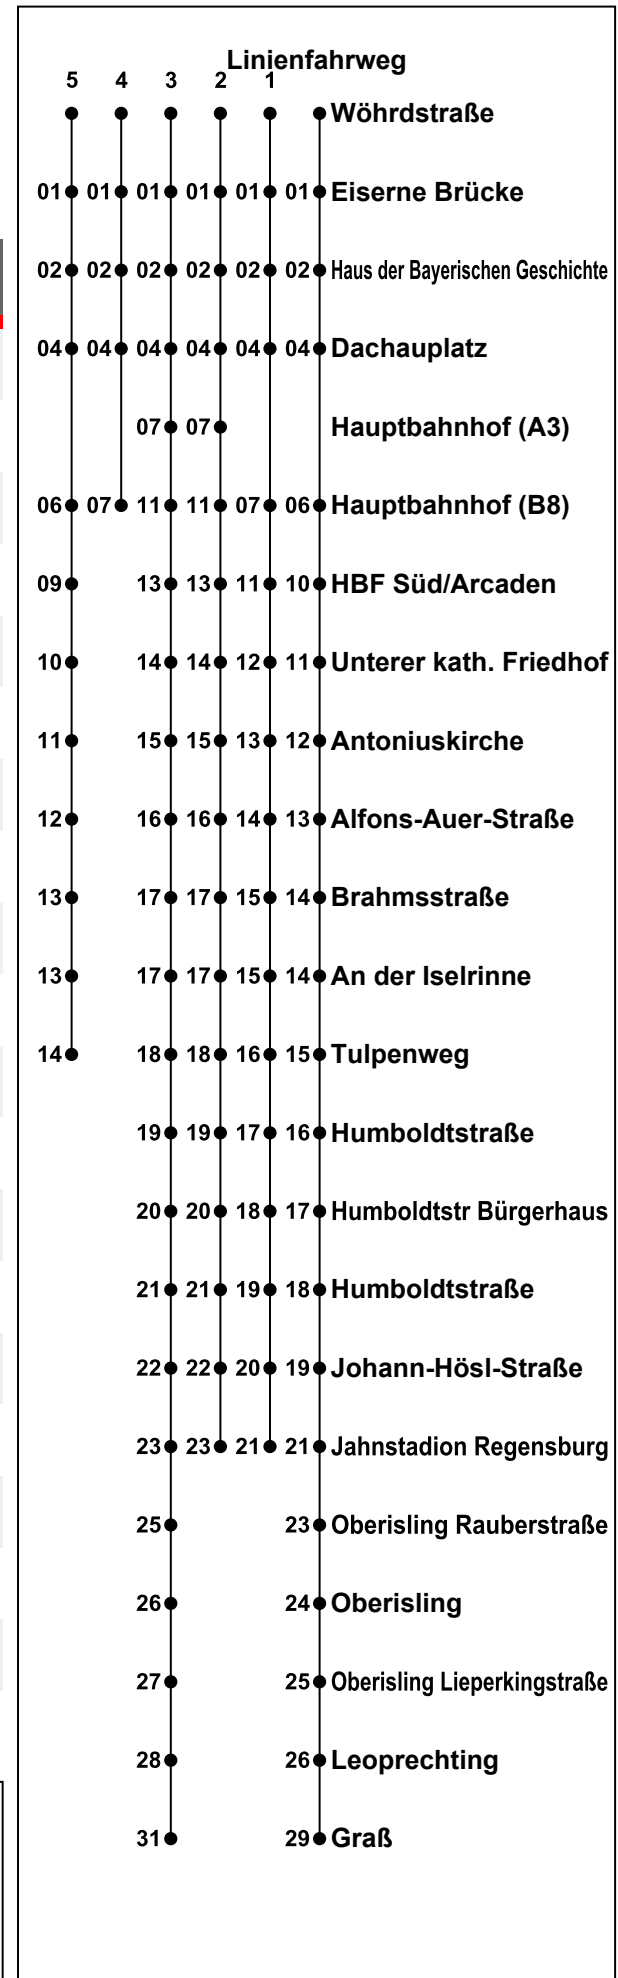 Linienfahrweg
5 4 3 2 1
Wöhrdstraße
01 01 01 01 01 01 Eiserne Brücke
02 02 02 02 02 02 Haus der Bayerischen Geschichte
04 04 04 04 04 04 Dachauplatz
07 07 Hauptbahnhof (A3)
06 07 11 11 07 06 Hauptbahnhof (B8)
09 13 13 11 10 HBF Süd/Arcaden
10 14 14 12 11 Unterer kath. Friedhof
11 15 15 13 12 Antoniuskirche
12 16 16 14 13 Alfons-Auer-Straße
13 17 17 15 14 Brahmsstraße
13 17 17 15 14 An der Iselrinne
14 18 18 16 15 Tulpenweg
19 19 17 16 Humboldtstraße
20 20 18 17 Humboldtstr Bürgerhaus
21 21 19 18 Humboldtstraße
22 22 20 19 Johann-Hösl-Straße
23 23 21 21 Jahnstadion Regensburg
25 23 Oberisling Rauberstraße
26 24 Oberisling
27 25 Oberisling Lieperkingstraße
28 26 Leoprechting
31 29 Graß